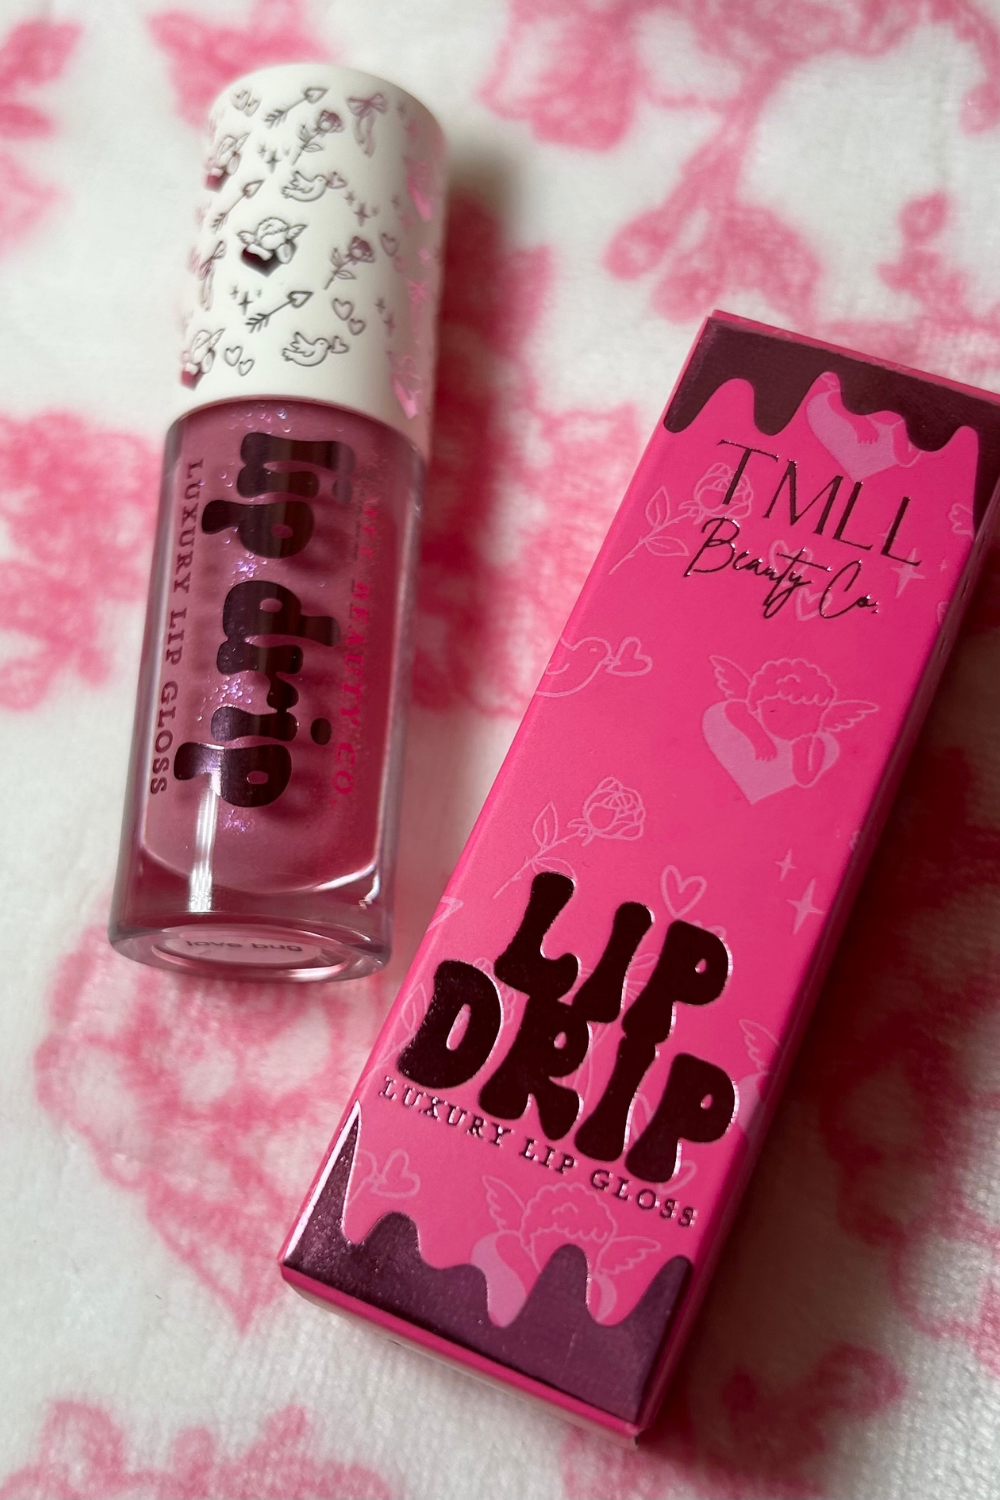 lip drip
LUXURY LIP GLOSS
BEAUTY CO.
love bug
TMLL
Beauty Co.
LIP
DRIP
LUXURY LIP GLOSS